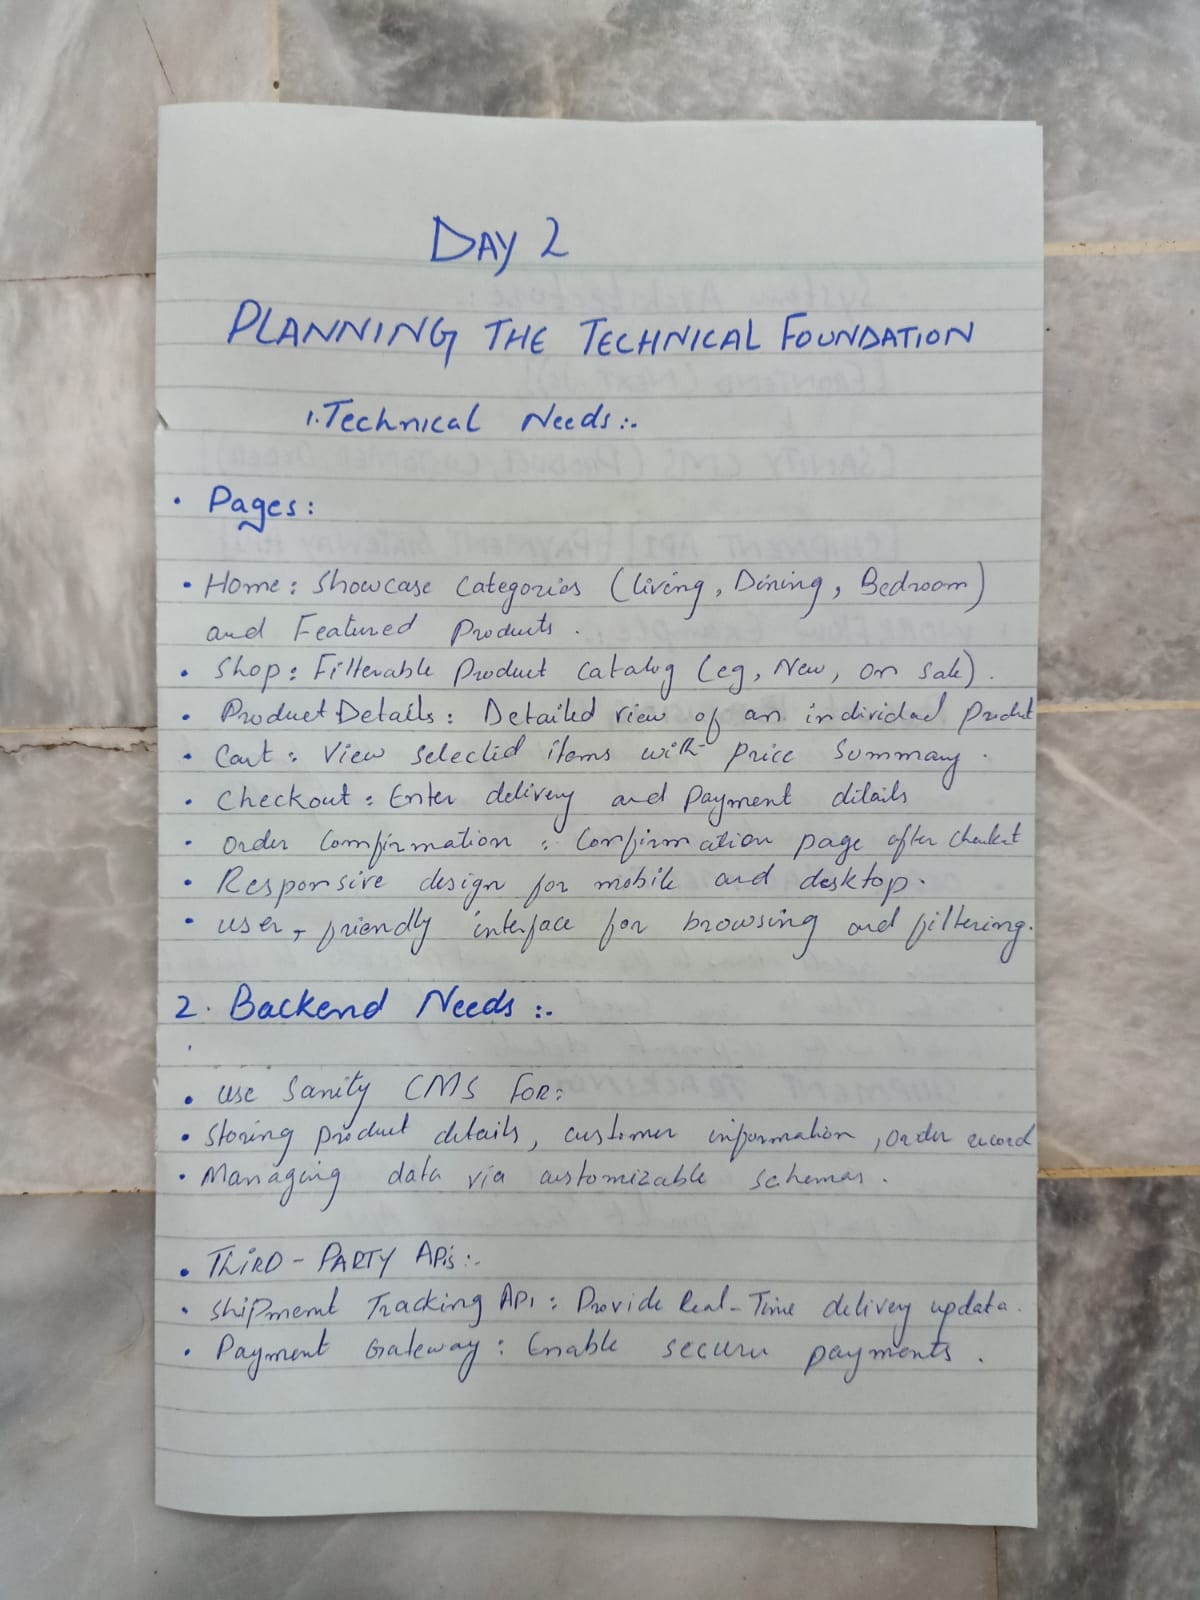 DAY 2
PLANNING THE TECHNICAL FOUNDATION
1. Technical Needs:-
• Pages:
• Home: Showcase Categories (living, Dining, Bedroom)
and Featured Products.
• Shop: Filterable Product Catalog (eg, New, on sale).
• Product Details: Detailed view of an individual product
• Cart: View selected items with price summary.
• Checkout: Enter delivery and payment ditails
• order Comfirmation: Confirmation page after
• Responsive design for mobile and desktop.
• user-friendly interface for browsing and filtering.
2. Backend Needs:-
• use Sanity CMS FOR:
• Storing product details, customer information, order record
• Managing data via customizable schemas.
• THIRD-PARTY APis:-
• Shipment Tracking API: Provide Real-Time delivery updata.
• Payment Gateway: Enable secure payments.